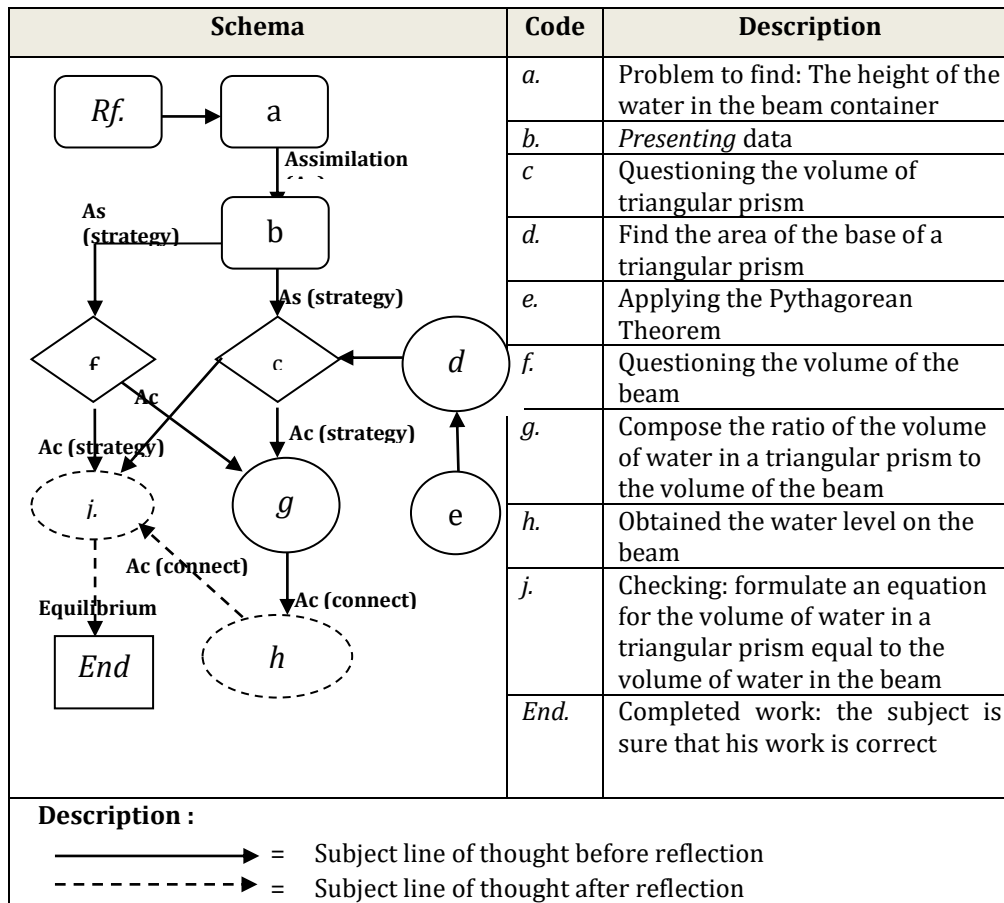 Schema
Code
Description
Rf.
a
Assimilation
As
(strategy)
b
As (strategy)
c
d
Ac
Ac (strategy)
Ac (strategy)
j.
g
e
Ac (connect)
Ac (connect)
Equilibrium
h
End
a.
Problem to find: The height of the
water in the beam container
b.
Presenting data
c
Questioning the volume of
triangular prism
d.
Find the area of the base of a
triangular prism
e.
Applying the Pythagorean
Theorem
f.
Questioning the volume of the
beam
g.
Compose the ratio of the volume
of water in a triangular prism to
the volume of the beam
h.
Obtained the water level on the
beam
j.
Checking: formulate an equation
for the volume of water in a
triangular prism equal to the
volume of water in the beam
End.
Completed work: the subject is
sure that his work is correct
Description :
= Subject line of thought before reflection
= Subject line of thought after reflection